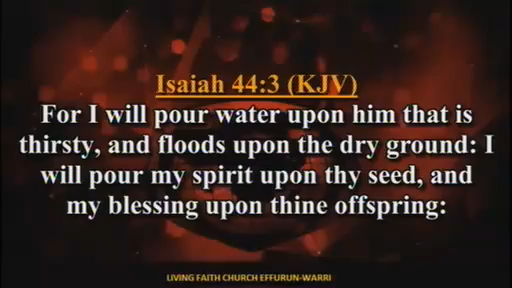 Isaiah 44:3 (KJV)
For I will pour water upon him that is
thirsty, and floods upon the dry ground: I
will pour my spirit upon thy seed, and
my blessing upon thine offspring:
LIVING FAITH CHURCH EFFURUN-WARRI